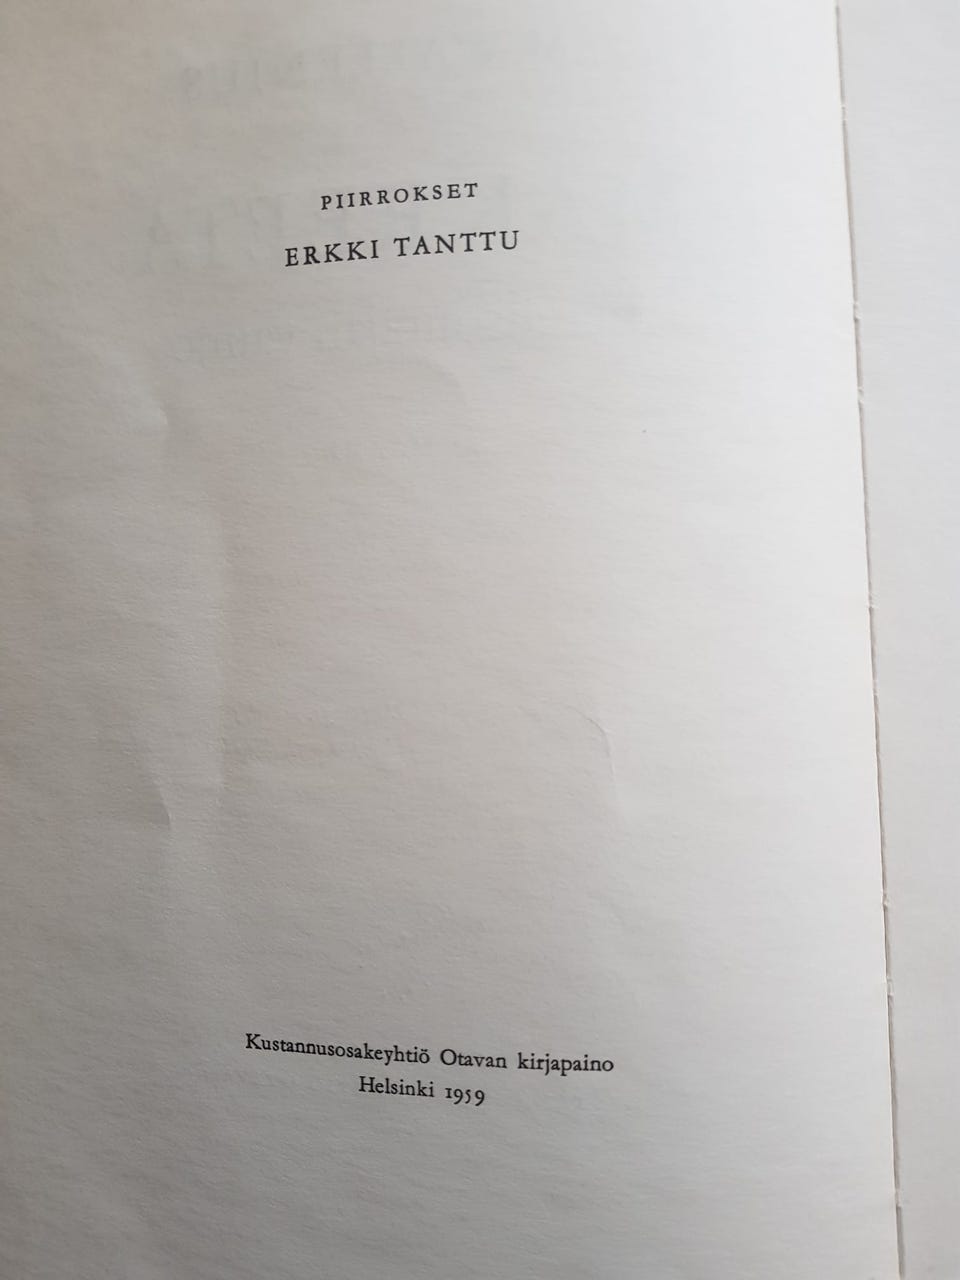 PIIRROKSET
ERKKI TANTTU
Kustannusosakeyhtiö Otavan kirjapaino
Helsinki 1959